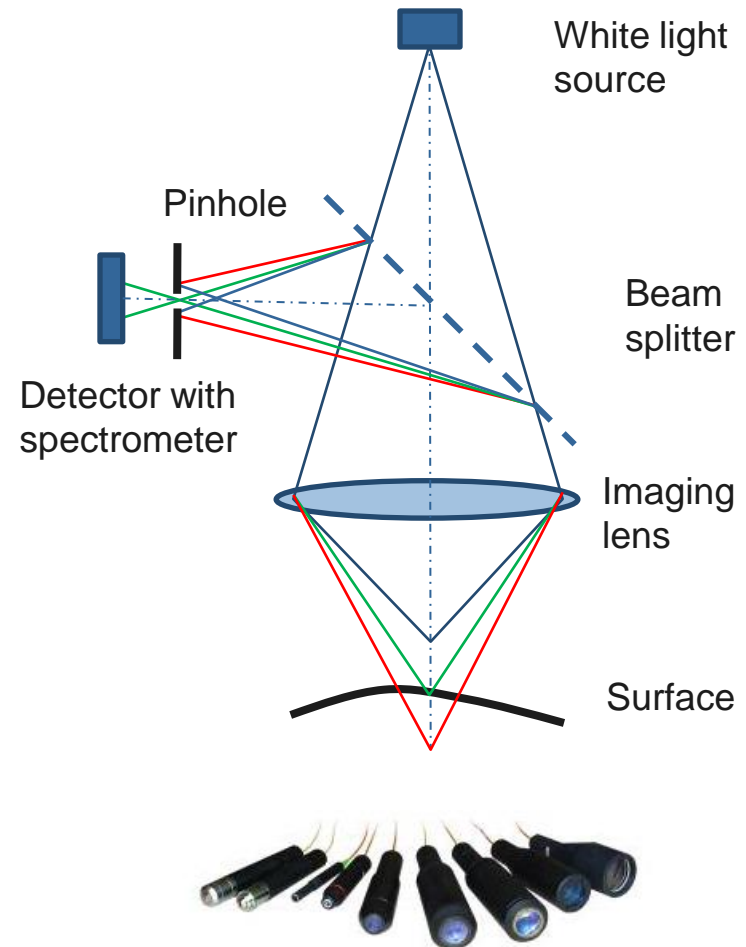 White light
source
Pinhole
Beam
splitter
Detector with
spectrometer
Imaging
lens
Surface